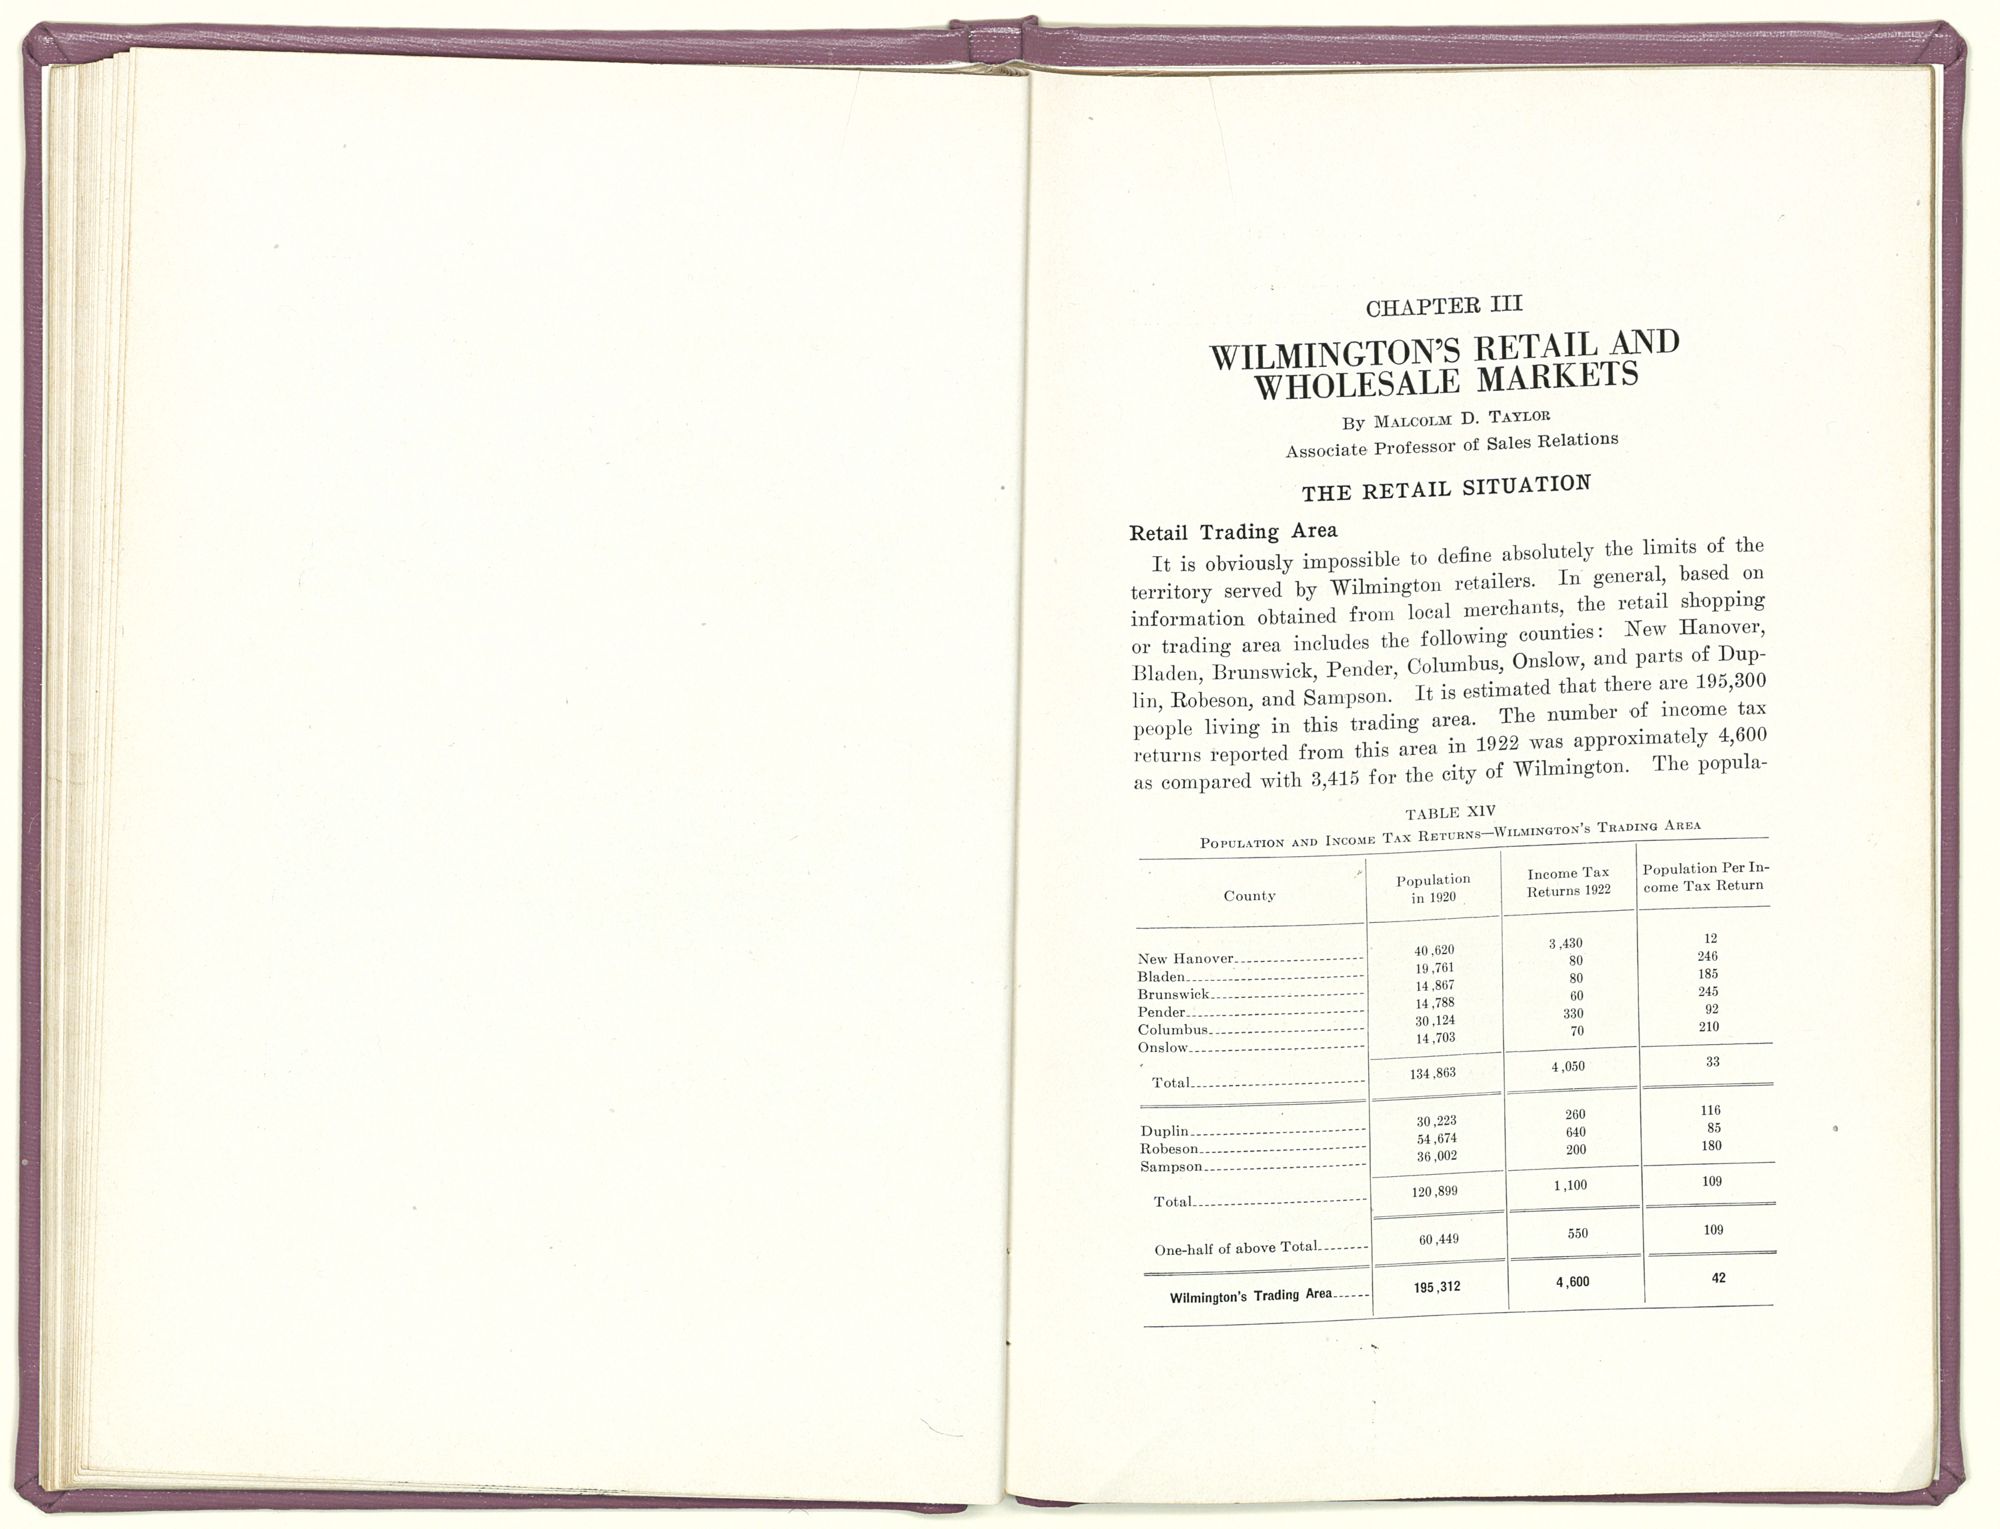 CHAPTER III
WILMINGTON'S RETAIL AND
WHOLESALE MARKETS
By Malcolm D. Taylor
Associate Professor of Sales Relations
THE RETAIL SITUATION
Retail Trading Area
It is obviously impossible to define absolutely the limits of the
territory served by Wilmington retailers. In general, based on
information obtained from local merchants, the retail shopping
or trading area includes the following counties: New Hanover,
Bladen, Brunswick, Pender, Columbus, Onslow, and parts of Dup-
lin, Robeson, and Sampson. It is estimated that there are 195,300
people living in this trading area. The number of income tax
returns reported from this area in 1922 was approximately 4,600
as compared with 3,415 for the city of Wilmington. The popula-
TABLE XIV
Population and Income Tax Returns—Wilmington's Trading Area
County Population in 1920 Income Tax Returns 1922 Population Per In-come Tax Return
New Hanover 40,620 3,430 12
Bladen 19,761 80 246
Brunswick 14,867 80 185
Pender 14,788 60 245
Columbus 30,124 330 92
Onslow 14,703 70 210
Total 134,863 4,050 33
Duplin 30,223 260 116
Robeson 54,674 640 85
Sampson 36,002 200 180
Total 120,899 1,100 109
One-half of above Total 60,449 550 109
Wilmington's Trading Area 195,312 4,600 42